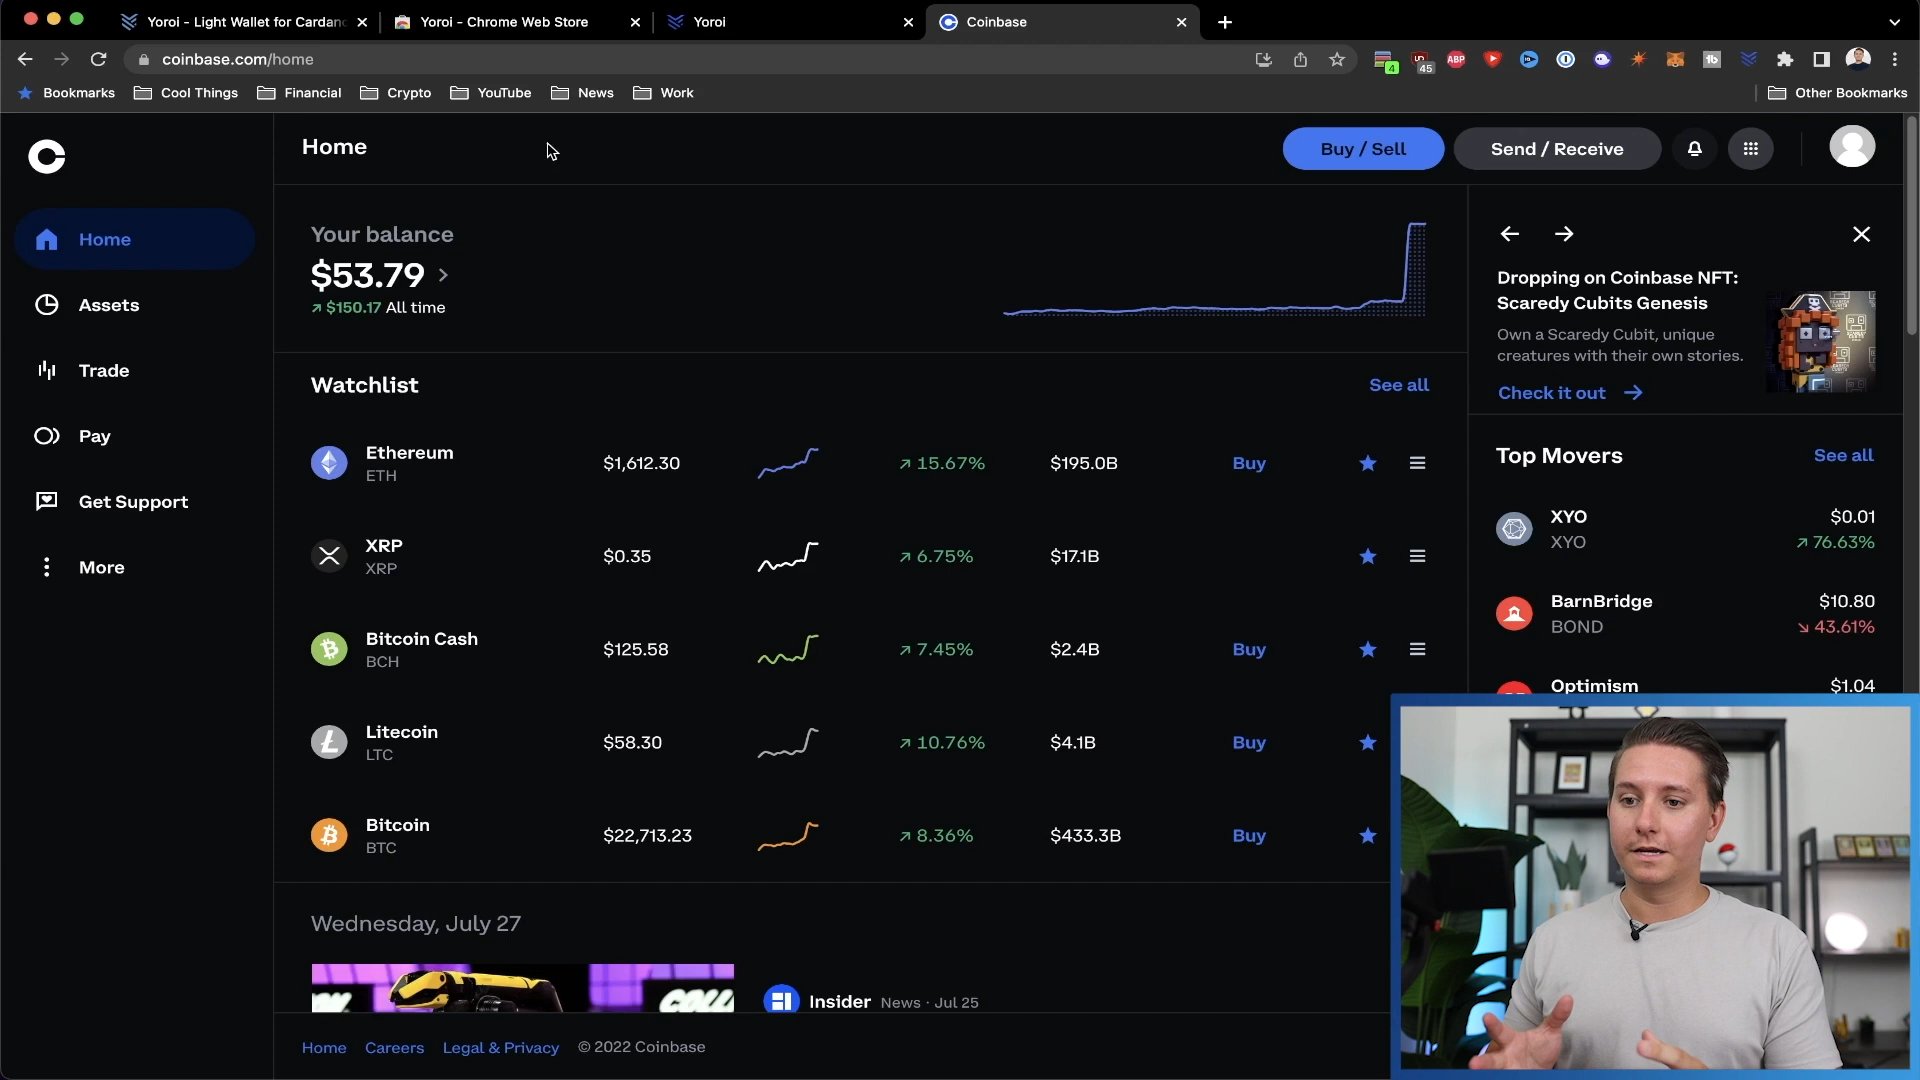 Yoroi - Light Wallet for Cardano
Yoroi - Chrome Web Store
Yoroi
Coinbase
coinbase.com/home
4
45
ABP
Bookmarks
Cool Things
Financial
Crypto
YouTube
News
Work
Other Bookmarks
Home
Buy / Sell
Send / Receive
Home
Assets
Trade
Pay
Get Support
More
Your balance
$53.79
↗ $150.17 All time
Watchlist
See all
Ethereum
ETH
$1,612.30
↗ 15.67%
$195.0B
Buy
XRP
XRP
$0.35
↗ 6.75%
$17.1B
Bitcoin Cash
BCH
$125.58
↗ 7.45%
$2.4B
Buy
Litecoin
LTC
$58.30
↗ 10.76%
$4.1B
Buy
Bitcoin
BTC
$22,713.23
↗ 8.36%
$433.3B
Buy
Wednesday, July 27
Insider News · Jul 25
Home
Careers
Legal & Privacy
© 2022 Coinbase
Dropping on Coinbase NFT:
Scaredy Cubits Genesis
Own a Scaredy Cubit, unique
creatures with their own stories.
Check it out
Top Movers
See all
XYO
XYO
$0.01
↗ 76.63%
BarnBridge
BOND
$10.80
↘ 43.61%
Optimism
$1.04